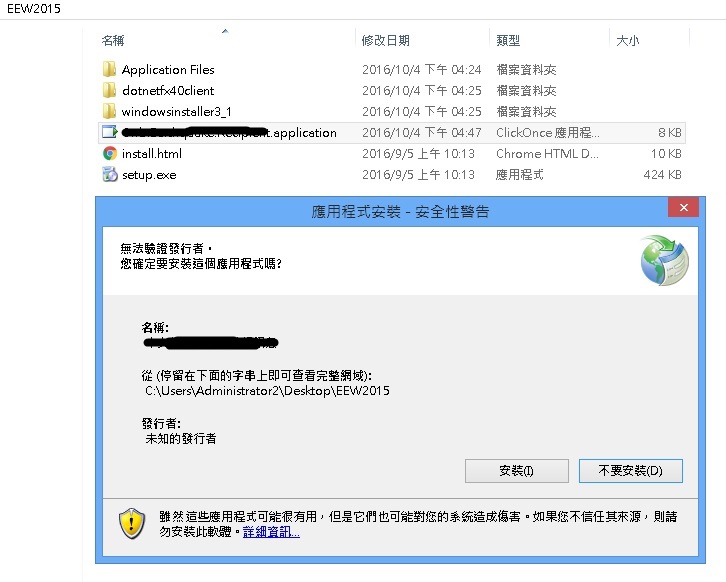 EEW2015
名稱 修改日期 類型 大小
Application Files 2016/10/4 下午 04:24 檔案資料夾
dotnetfx40client 2016/10/4 下午 04:25 檔案資料夾
windowsinstaller3_1 2016/10/4 下午 04:25 檔案資料夾
.application 2016/10/4 下午 04:47 ClickOnce 應用程... 8 KB
install.html 2016/9/5 上午 10:13 Chrome HTML D... 10 KB
setup.exe 2016/9/5 上午 10:13 應用程式 424 KB
應用程式安裝 - 安全性警告
無法驗證發行者。
您確定要安裝這個應用程式嗎?
名稱:
從 (停留在下面的字串上即可查看完整網域):
C:\Users\Administrator2\Desktop\EEW2015
發行者:
未知的發行者
安裝(I) 不要安裝(D)
雖然這些應用程式可能很有用，但是它們也可能對您的系統造成傷害。如果您不信任其來源，則請
勿安裝此軟體。詳細資訊...